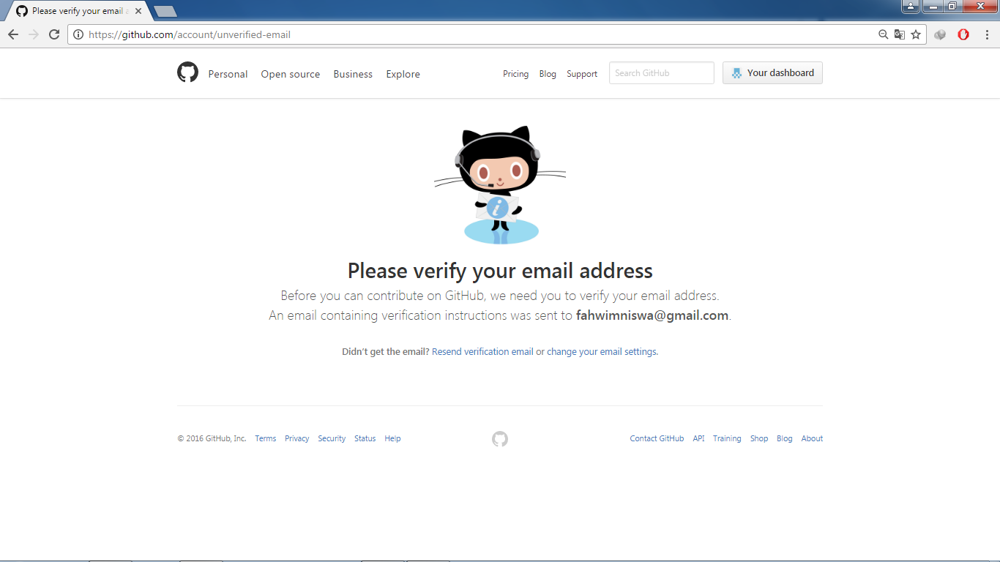 Please verify your email a
https://github.com/account/unverified-email
Personal Open source Business Explore Pricing Blog Support Search GitHub Your dashboard
i
Please verify your email address
Before you can contribute on GitHub, we need you to verify your email address.
An email containing verification instructions was sent to fahwimniswa@gmail.com.
Didn’t get the email? Resend verification email or change your email settings.
© 2016 GitHub, Inc. Terms Privacy Security Status Help Contact GitHub API Training Shop Blog About